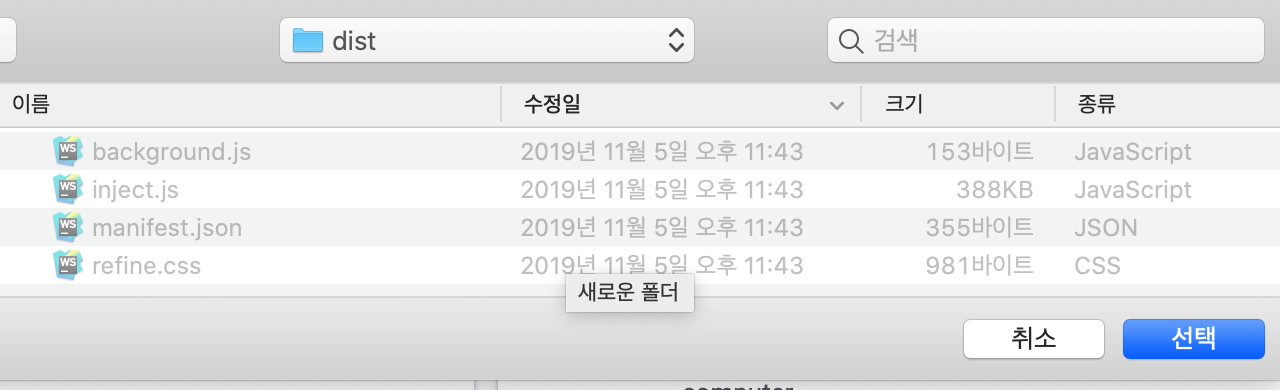 dist
검색
이름 수정일 크기 종류
WS background.js 2019년 11월 5일 오후 11:43 153바이트 JavaScript
WS inject.js 2019년 11월 5일 오후 11:43 388KB JavaScript
WS manifest.json 2019년 11월 5일 오후 11:43 355바이트 JSON
WS refine.css 2019년 11월 5일 오후 11:43 981바이트 CSS
새로운 폴더
취소 선택
computer